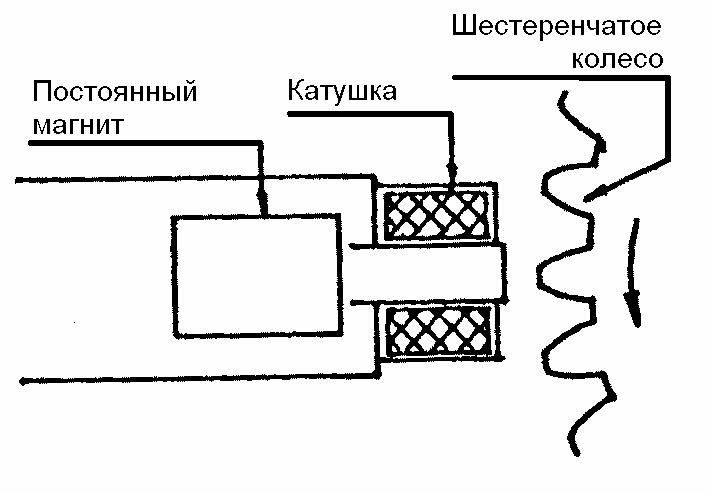 Шестеренчатое
колесо
Постоянный
магнит
Катушка